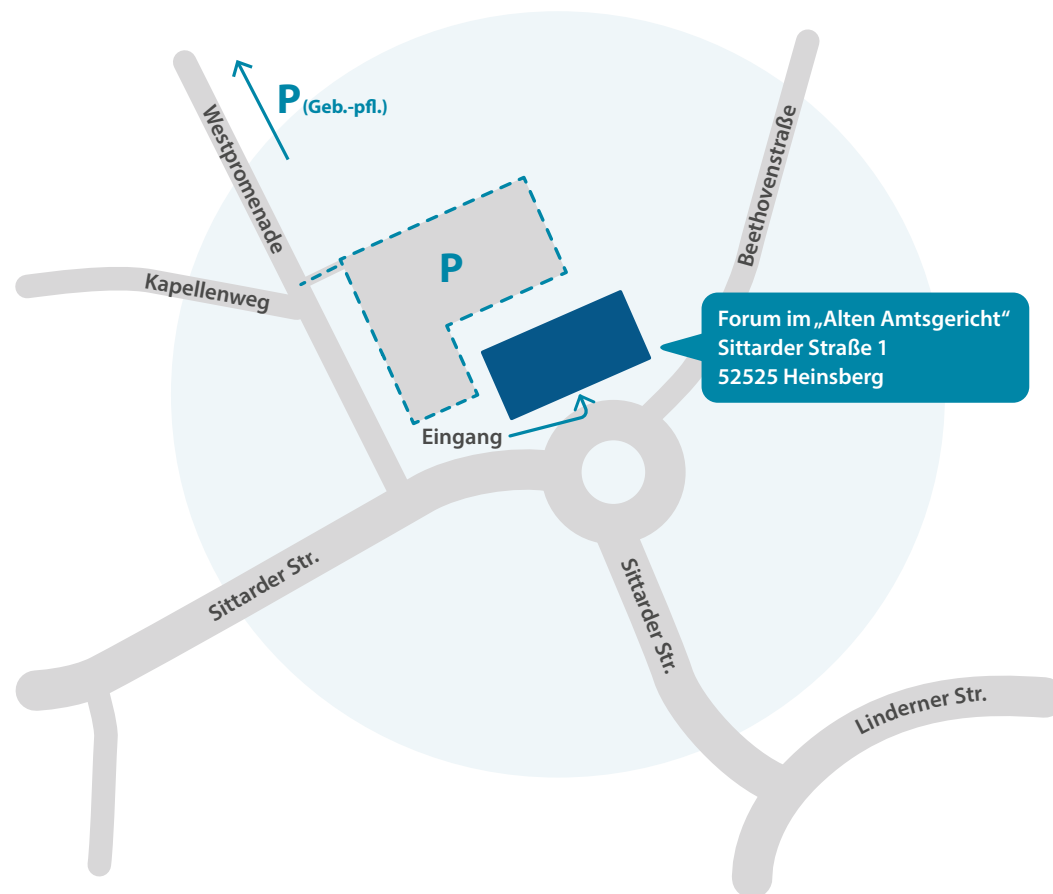 P (Geb.-pfl.)
Westpromenade
Beethovenstraße
P
Kapellenweg
Forum im „Alten Amtsgericht“
Sittarder Straße 1
52525 Heinsberg
Eingang
Sittarder Str.
Sittarder Str.
Linderner Str.